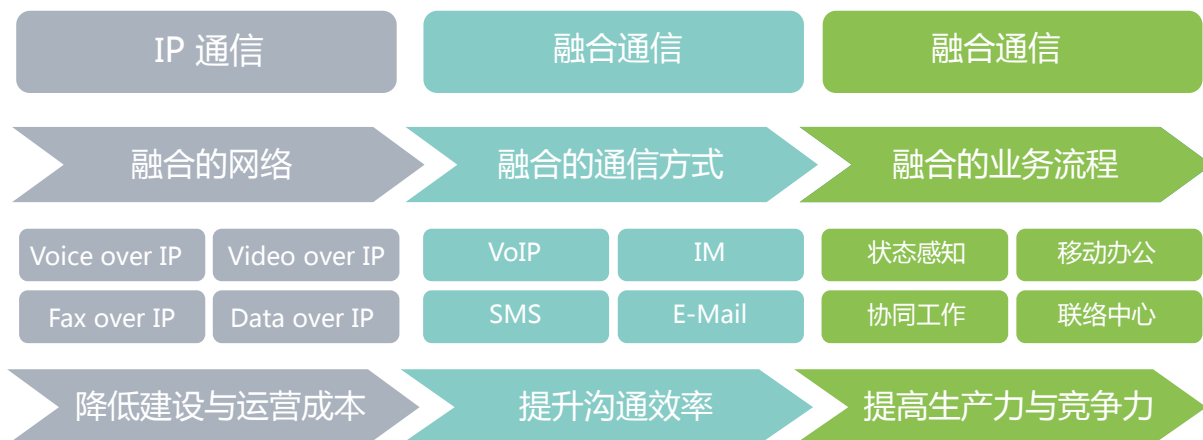 IP 通信
融合通信
融合通信
融合的网络
融合的通信方式
融合的业务流程
Voice over IP
Video over IP
VoIP
IM
状态感知
移动办公
Fax over IP
Data over IP
SMS
E-Mail
协同工作
联络中心
降低建设与运营成本
提升沟通效率
提高生产力与竞争力